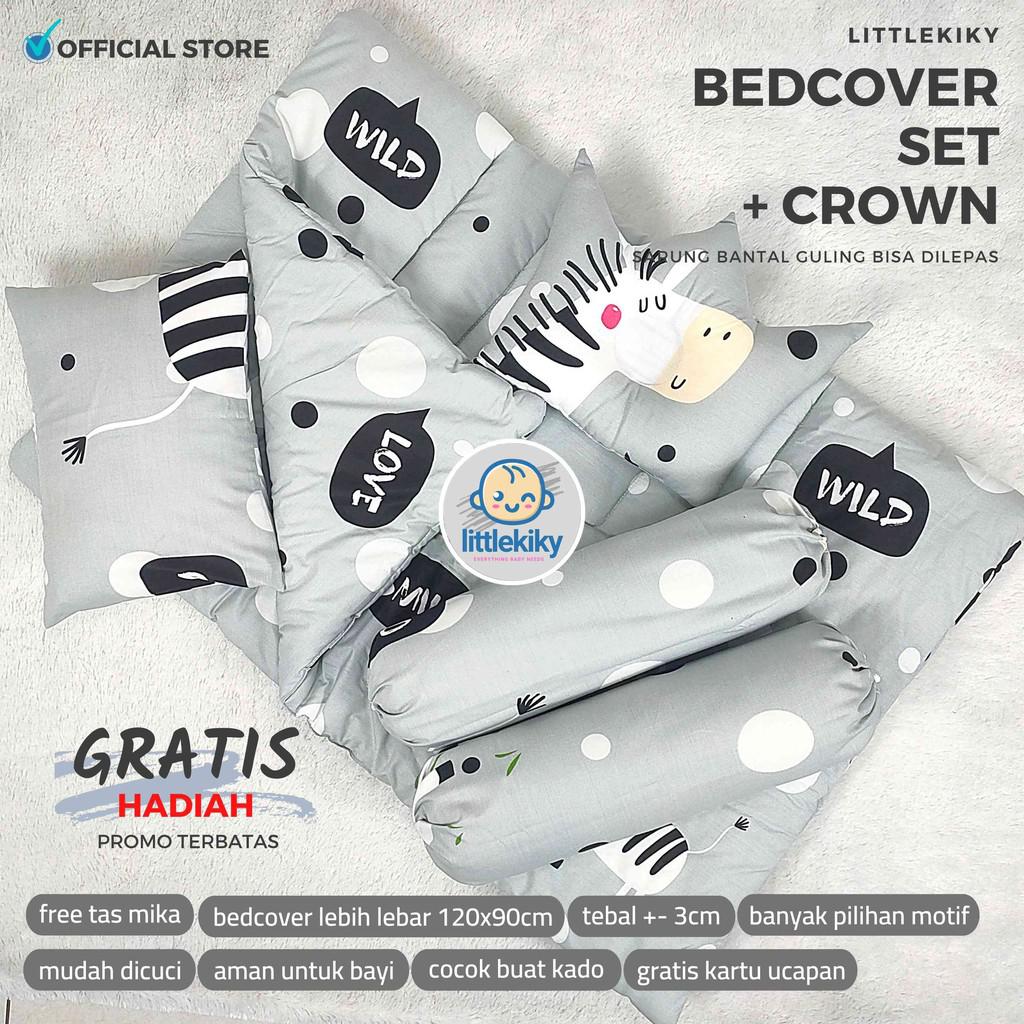 OFFICIAL STORE
LITTLEKIKY
BEDCOVER
SET
+ CROWN
SARUNG BANTAL GULING BISA DILEPAS
WILD
LOVE
WILD
littlekiky
EVERYTHING BABY NEEDS
GRATIS
HADIAH
PROMO TERBATAS
free tas mika
bedcover lebih lebar 120x90cm
tebal +- 3cm
banyak pilihan motif
mudah dicuci
aman untuk bayi
cocok buat kado
gratis kartu ucapan